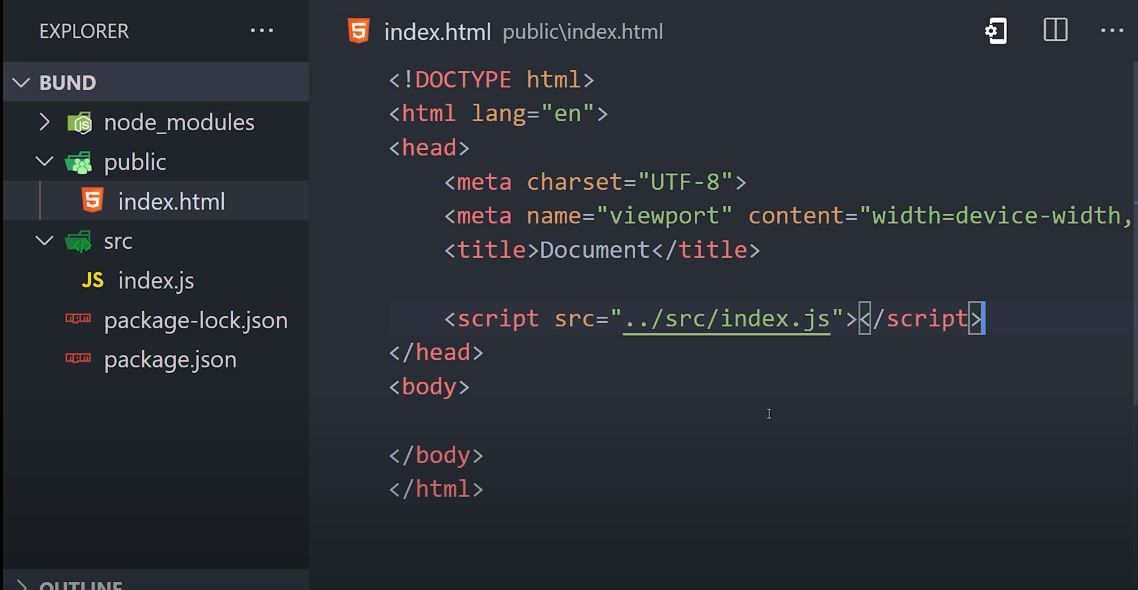 EXPLORER ...
BUND
node_modules
public
index.html
src
JS index.js
package-lock.json
package.json
OUTLINE
index.html public\index.html
<!DOCTYPE html>
<html lang="en">
<head>
<meta charset="UTF-8">
<meta name="viewport" content="width=device-width,
<title>Document</title>
<script src="../src/index.js"></script>
</head>
<body>
</body>
</html>